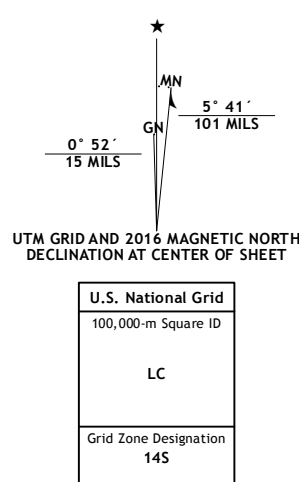 ★
MN
5° 41´
101 MILS
GN
0° 52´
15 MILS
UTM GRID AND 2016 MAGNETIC NORTH
DECLINATION AT CENTER OF SHEET
U.S. National Grid
100,000-m Square ID
LC
Grid Zone Designation
14S